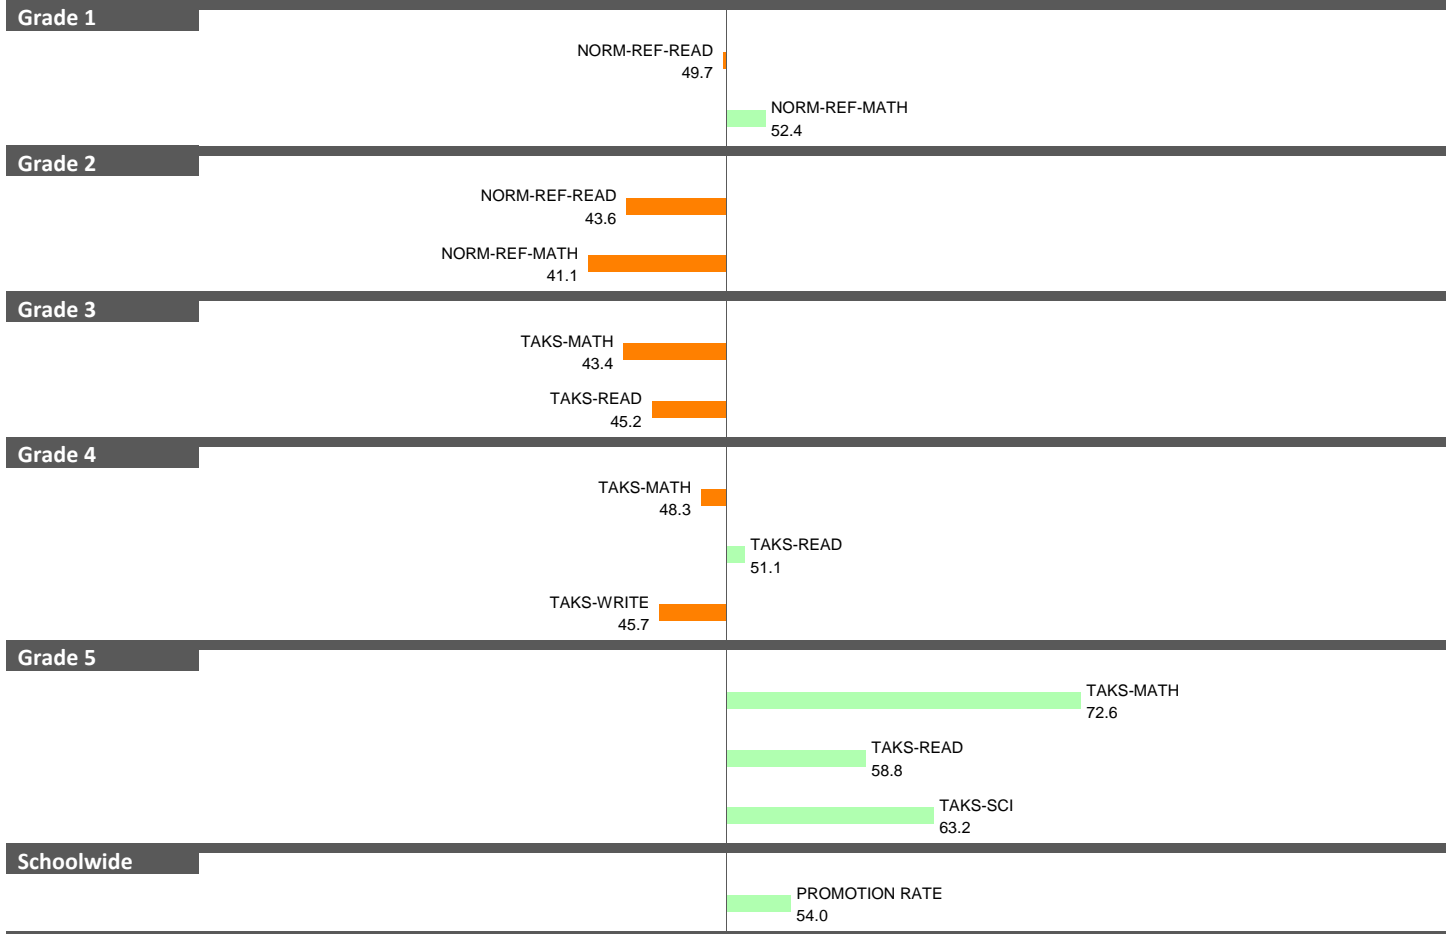 Grade 1
NORM-REF-READ
49.7
NORM-REF-MATH
52.4
Grade 2
NORM-REF-READ
43.6
NORM-REF-MATH
41.1
Grade 3
TAKS-MATH
43.4
TAKS-READ
45.2
Grade 4
TAKS-MATH
48.3
TAKS-READ
51.1
TAKS-WRITE
45.7
Grade 5
TAKS-MATH
72.6
TAKS-READ
58.8
TAKS-SCI
63.2
Schoolwide
PROMOTION RATE
54.0